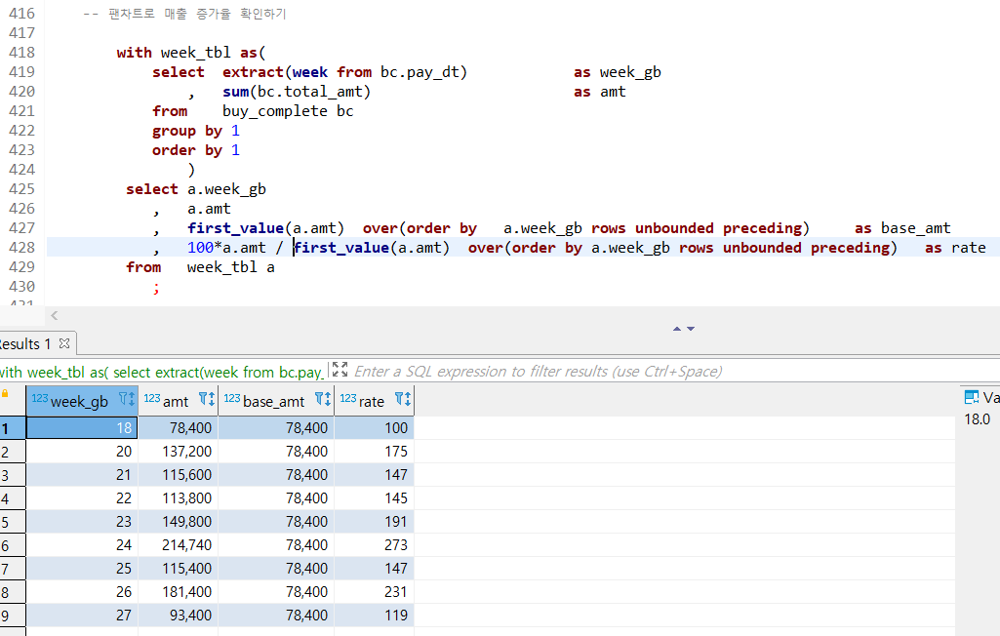 416 -- 팬차트로 매출 증가율 확인하기
417
418 with week_tbl as(
419 select extract(week from bc.pay_dt) as week_gb
420 , sum(bc.total_amt) as amt
421 from buy_complete bc
422 group by 1
423 order by 1
424 )
425 select a.week_gb
426 , a.amt
427 , first_value(a.amt) over(order by a.week_gb rows unbounded preceding) as base_amt
428 , 100*a.amt / first_value(a.amt) over(order by a.week_gb rows unbounded preceding) as rate
429 from week_tbl a
430 ;
431
Results 1
with week_tbl as( select extract(week from bc.pay_ Enter a SQL expression to filter results (use Ctrl+Space)
123 week_gb 123 amt 123 base_amt 123 rate Va
1 18 78,400 78,400 100 18.0
2 20 137,200 78,400 175
3 21 115,600 78,400 147
4 22 113,800 78,400 145
5 23 149,800 78,400 191
6 24 214,740 78,400 273
7 25 115,400 78,400 147
8 26 181,400 78,400 231
9 27 93,400 78,400 119